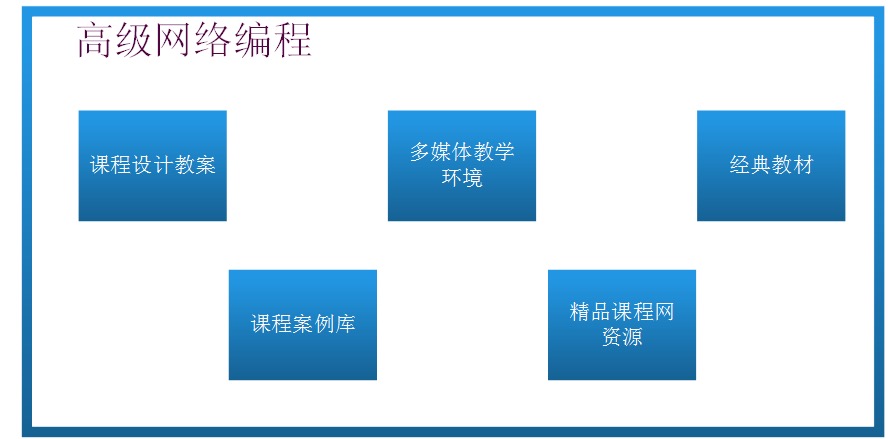 高级网络编程
课程设计教案
多媒体教学
环境
经典教材
课程案例库
精品课程网
资源